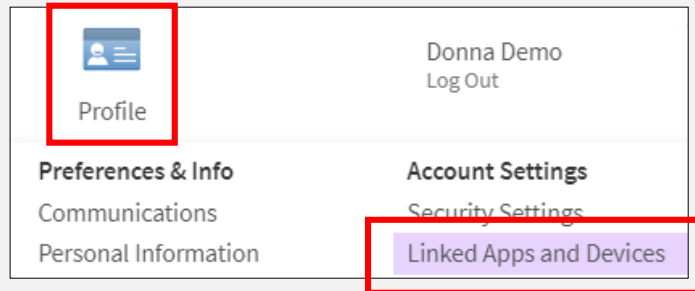 Donna Demo
Log Out
Profile
Preferences & Info
Communications
Personal Information
Account Settings
Security Settings
Linked Apps and Devices